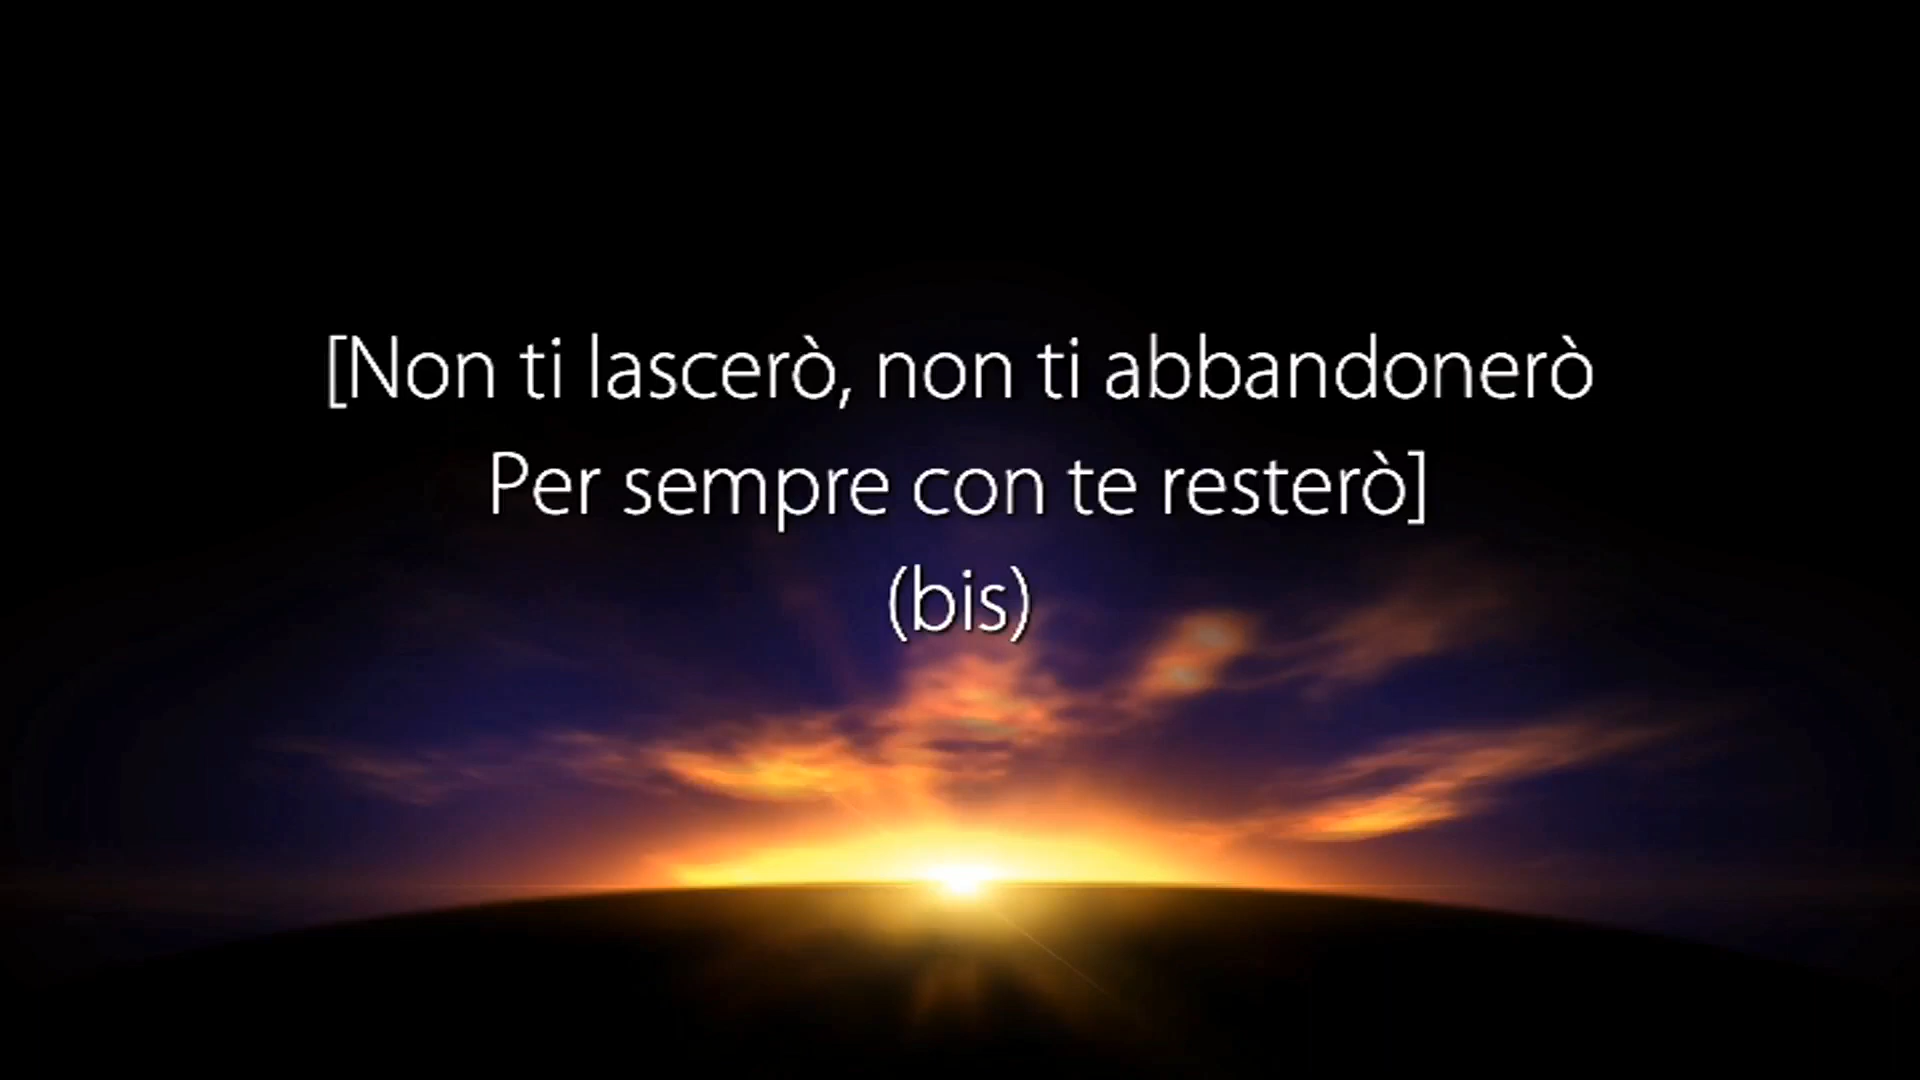 [Non ti lascerò, non ti abbandonerò
Per sempre con te resterò]
(bis)